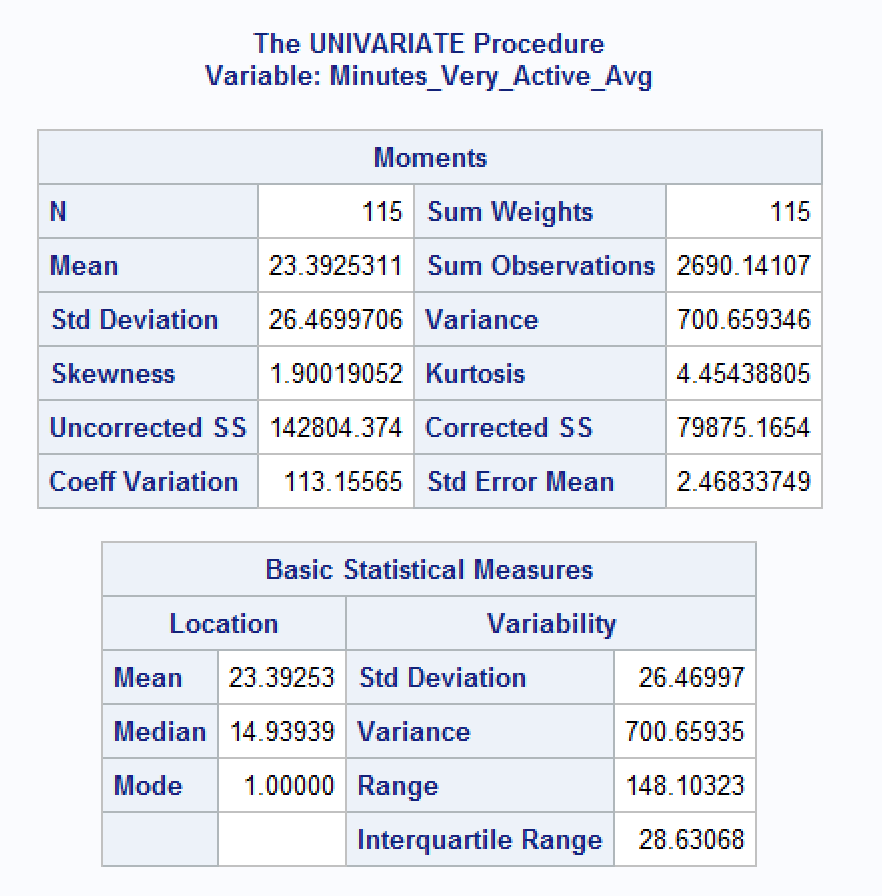 The UNIVARIATE Procedure
Variable: Minutes_Very_Active_Avg
Moments
N 115 Sum Weights 115
Mean 23.3925311 Sum Observations 2690.14107
Std Deviation 26.4699706 Variance 700.659346
Skewness 1.90019052 Kurtosis 4.45438805
Uncorrected SS 142804.374 Corrected SS 79875.1654
Coeff Variation 113.15565 Std Error Mean 2.46833749
Basic Statistical Measures
Location Variability
Mean 23.39253 Std Deviation 26.46997
Median 14.93939 Variance 700.65935
Mode 1.00000 Range 148.10323
Interquartile Range 28.63068